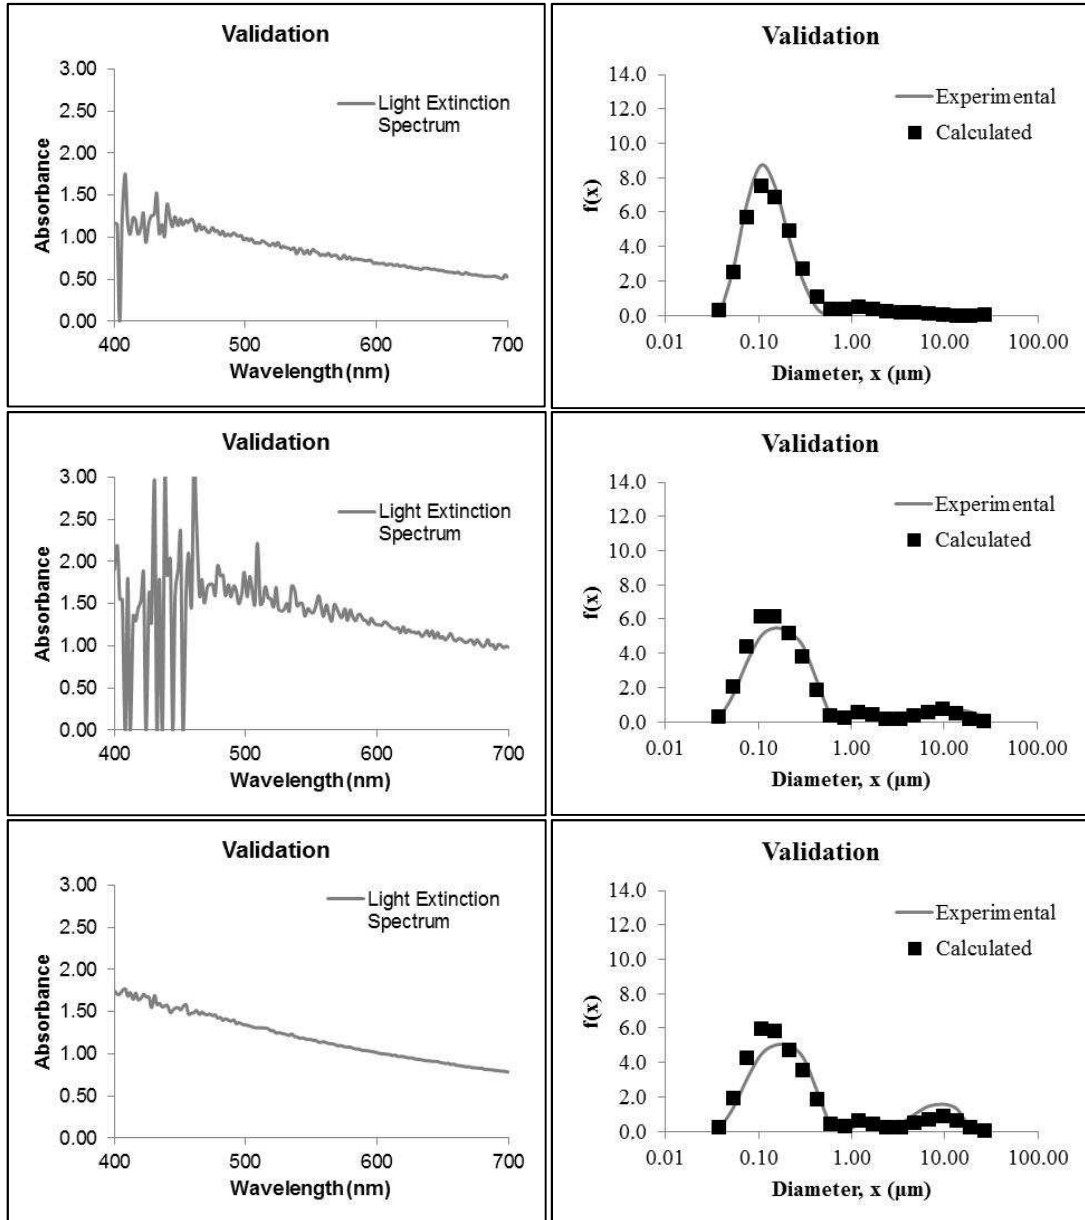 Validation
3.00
2.50
2.00
1.50
1.00
0.50
0.00
Absorbance
Light Extinction
Spectrum
400 500 600 700
Wavelength (nm)
Validation
14.0
12.0
10.0
8.0
6.0
4.0
2.0
0.0
f(x)
Experimental
Calculated
0.01 0.10 1.00 10.00 100.00
Diameter, x (µm)
Validation
3.00
2.50
2.00
1.50
1.00
0.50
0.00
Absorbance
Light Extinction
Spectrum
400 500 600 700
Wavelength (nm)
Validation
14.0
12.0
10.0
8.0
6.0
4.0
2.0
0.0
f(x)
Experimental
Calculated
0.01 0.10 1.00 10.00 100.00
Diameter, x (µm)
Validation
3.00
2.50
2.00
1.50
1.00
0.50
0.00
Absorbance
Light Extinction
Spectrum
400 500 600 700
Wavelength (nm)
Validation
14.0
12.0
10.0
8.0
6.0
4.0
2.0
0.0
f(x)
Experimental
Calculated
0.01 0.10 1.00 10.00 100.00
Diameter, x (µm)